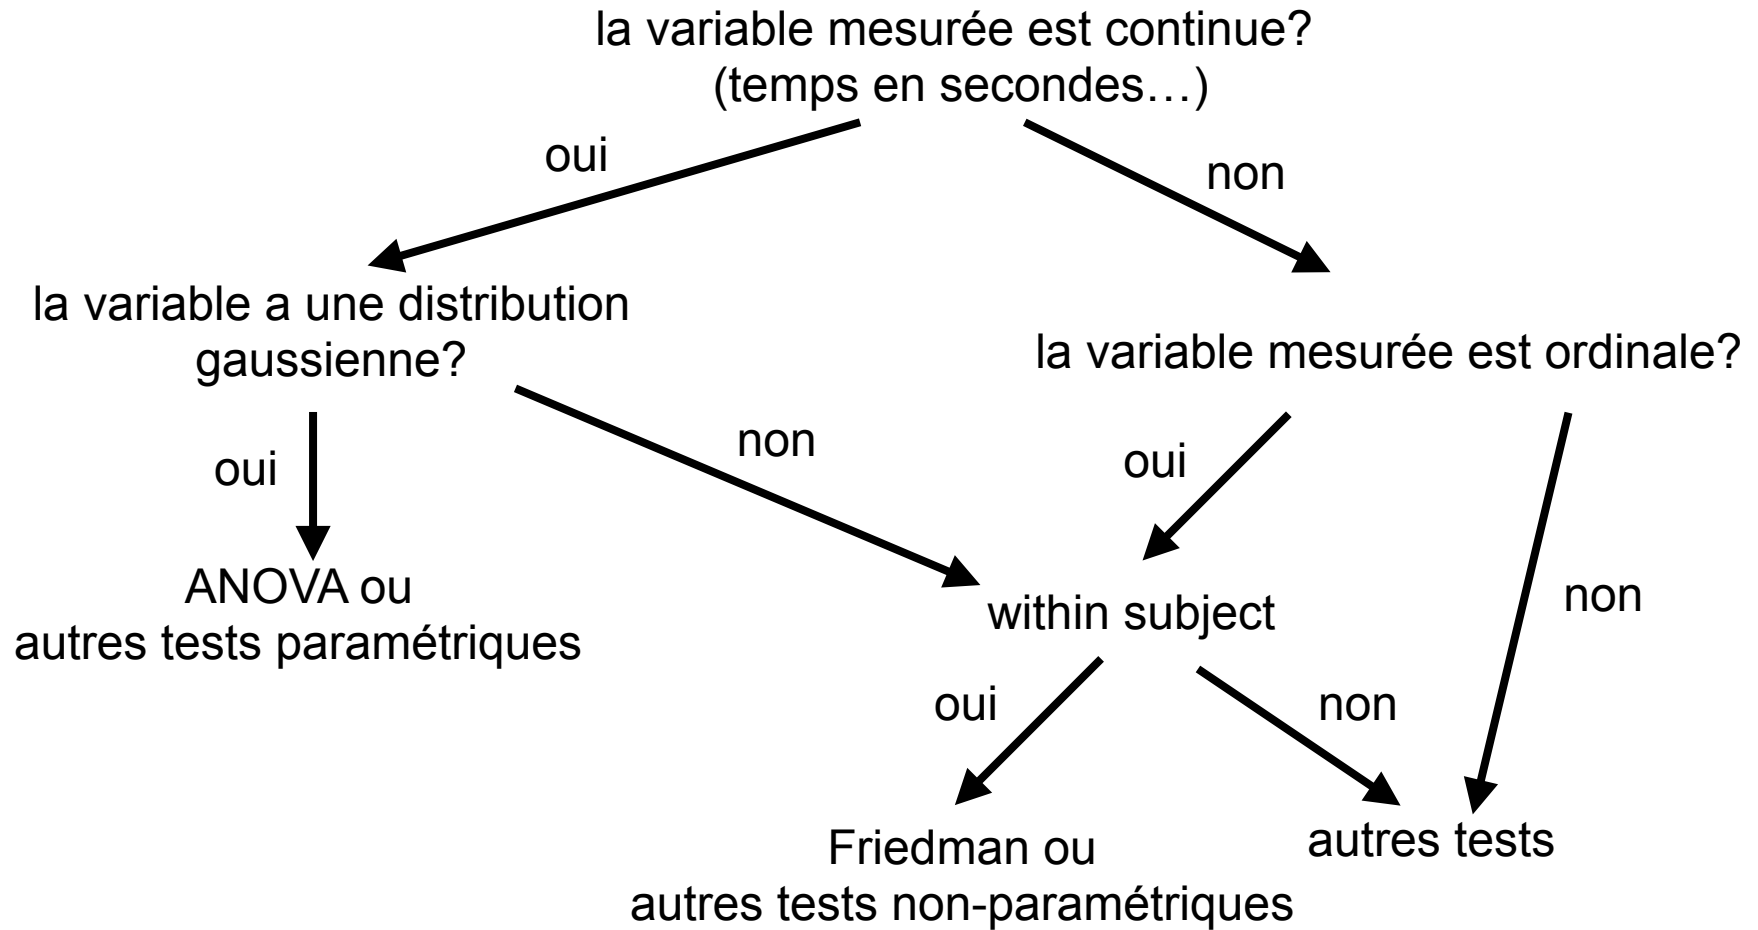 la variable mesurée est continue?
(temps en secondes…)
oui
non
la variable a une distribution
gaussienne?
la variable mesurée est ordinale?
oui
non
oui
non
ANOVA ou
autres tests paramétriques
within subject
oui
non
Friedman ou
autres tests non-paramétriques
autres tests